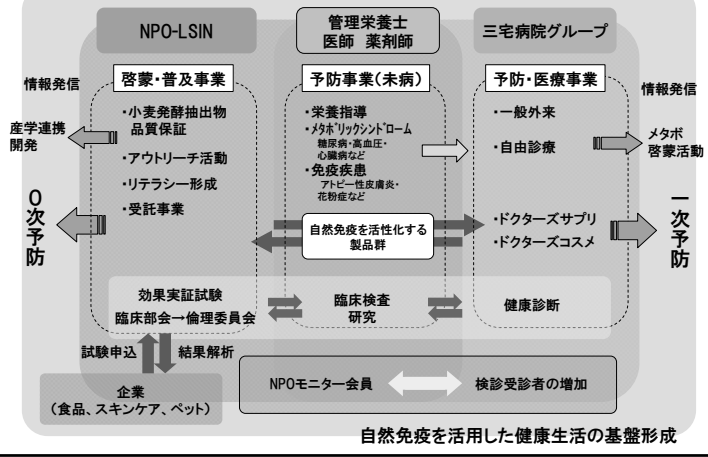 NPO-LSIN
管理栄養士
医師 薬剤師
三宅病院グループ
情報発信
啓蒙・普及事業
予防事業(未病)
予防・医療事業
情報発信
産学連携
開発
・小麦発酵抽出物
品質保証
・アウトリーチ活動
・リテラシー形成
・受託事業
・栄養指導
・メタボリックシンドローム
糖尿病・高血圧・
心臓病など
・免疫疾患
アトピー性皮膚炎・
花粉症など
・一般外来
・自由診療
メタボ
啓蒙活動
0次予防
自然免疫を活性化する
製品群
・ドクターズサプリ
・ドクターズコスメ
一次予防
効果実証試験
臨床部会→倫理委員会
臨床検査
研究
健康診断
試験申込
結果解析
企業
(食品、スキンケア、ペット)
NPOモニター会員
検診受診者の増加
自然免疫を活用した健康生活の基盤形成